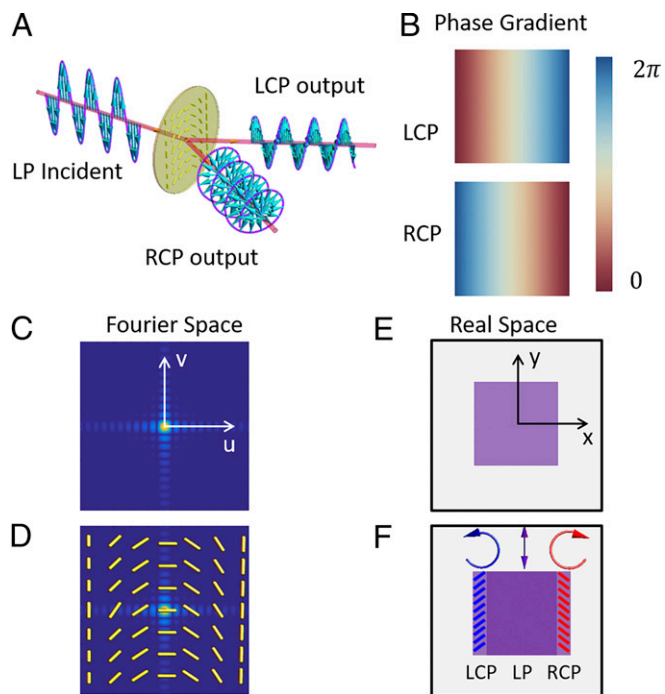 A
LCP output
LP Incident
RCP output
B
Phase Gradient
2π
LCP
RCP
0
C
Fourier Space
v
u
D
E
Real Space
y
x
F
LCP LP RCP